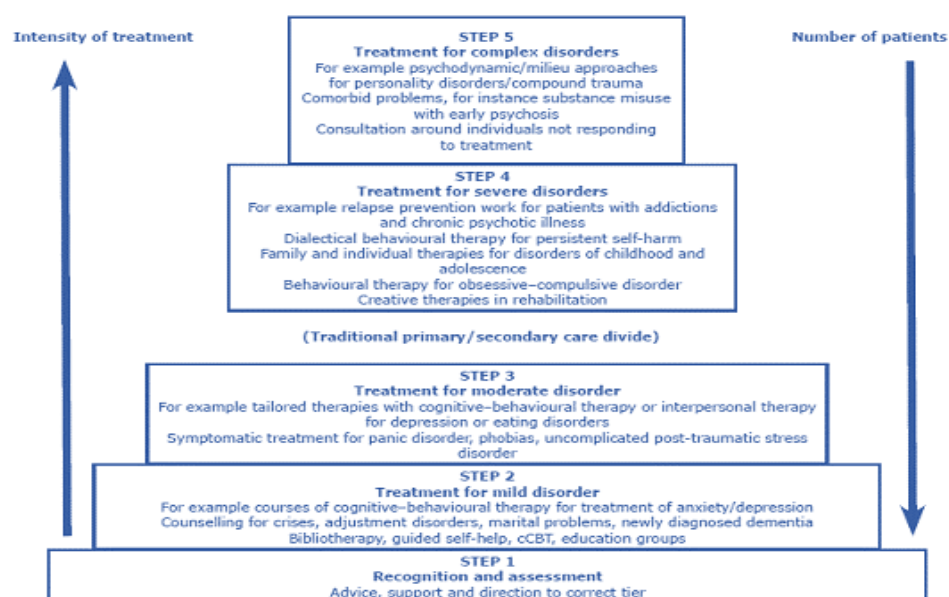 Intensity of treatment
Number of patients
STEP 5
Treatment for complex disorders
For example psychodynamic/milieu approaches
for personality disorders/compound trauma
Comorbid problems, for instance substance misuse
with early psychosis
Consultation around individuals not responding
to treatment
STEP 4
Treatment for severe disorders
For example relapse prevention work for patients with addictions
and chronic psychotic illness
Dialectical behavioural therapy for persistent self-harm
Family and individual therapies for disorders of childhood and
adolescence
Behavioural therapy for obsessive–compulsive disorder
Creative therapies in rehabilitation
(Traditional primary/secondary care divide)
STEP 3
Treatment for moderate disorder
For example tailored therapies with cognitive–behavioural therapy or interpersonal therapy
for depression or eating disorders
Symptomatic treatment for panic disorder, phobias, uncomplicated post-traumatic stress
disorder
STEP 2
Treatment for mild disorder
For example courses of cognitive–behavioural therapy for treatment of anxiety/depression
Counselling for crises, adjustment disorders, marital problems, newly diagnosed dementia
Bibliotherapy, guided self-help, cCBT, education groups
STEP 1
Recognition and assessment
Advice, support and direction to correct tier